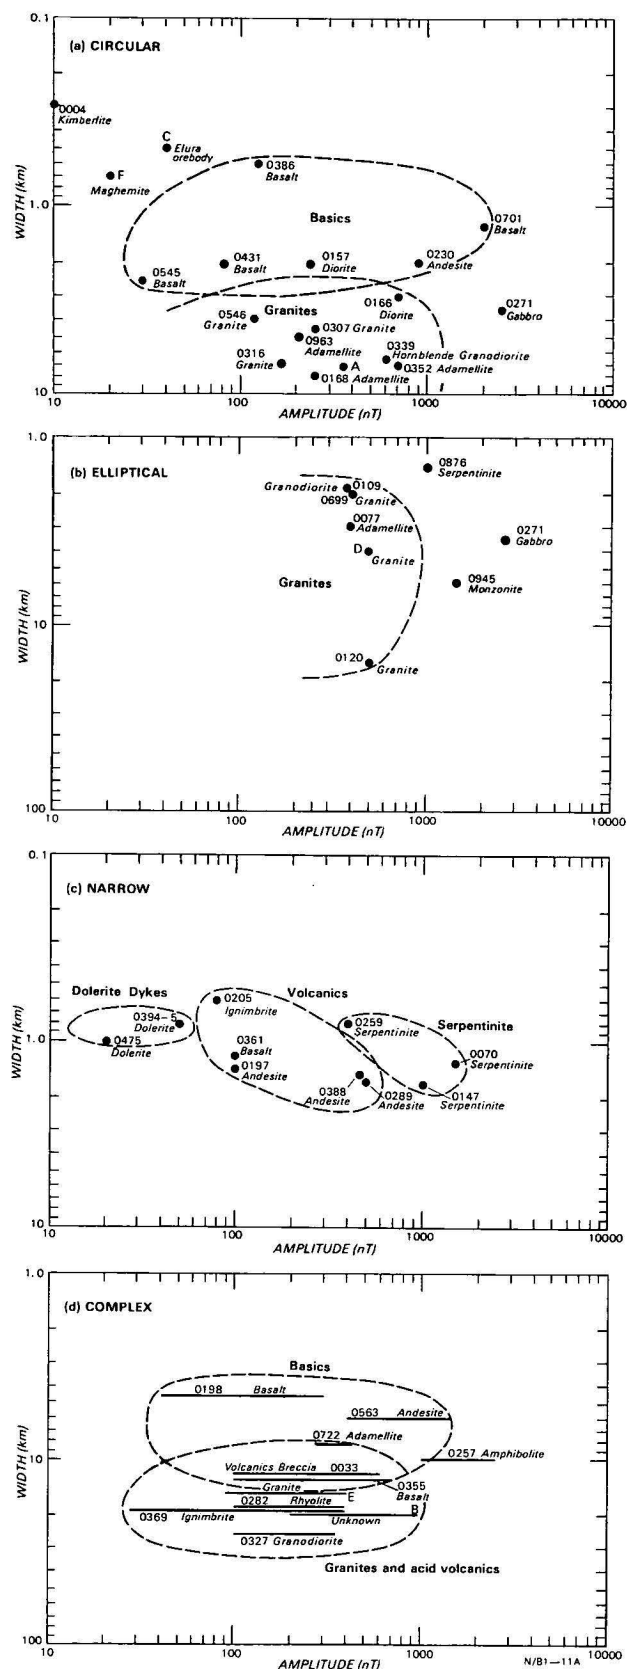 0.1
(a) CIRCULAR
0004
Kimberlite
C
Elura
orebody
F
Maghemite
0386
Basalt
WIDTH (km)
1.0
Basics
0701
Basalt
0431
Basalt
0157
Diorite
0230
Andesite
0545
Basalt
Granites
0166
Diorite
0271
Gabbro
0546
Granite
0307 Granite
0963
Adamellite
0339
Hornblende Granodiorite
0316
Granite
A
0352 Adamellite
0168 Adamellite
10
10
100
1000
10000
AMPLITUDE (nT)
1.0
(b) ELLIPTICAL
0876
Serpentinite
Granodiorite
0109
0699
Granite
0077
Adamellite
0271
Gabbro
D
Granite
WIDTH (km)
Granites
0945
Monzonite
10
0120
Granite
100
10
100
1000
10000
AMPLITUDE (nT)
0.1
(c) NARROW
Dolerite Dykes
0205
Ignimbrite
Volcanics
0394-5
Dolerite
0259
Serpentinite
Serpentinite
WIDTH (km)
1.0
0475
Dolerite
0361
Basalt
0197
Andesite
0070
Serpentinite
0388
Andesite
0289
Andesite
0147
Serpentinite
10
10
100
1000
10000
AMPLITUDE (nT)
1.0
(d) COMPLEX
Basics
0198 Basalt
0563 Andesite
0722 Adamellite
WIDTH (km)
10
0257 Amphibolite
Volcanics Breccia 0033
Granite
0355
Basalt
E
0282 Rhyolite
B
0369 Ignimbrite
Unknown
0327 Granodiorite
Granites and acid volcanics
100
10
100
1000
10000
AMPLITUDE (nT)
N/B1-11A